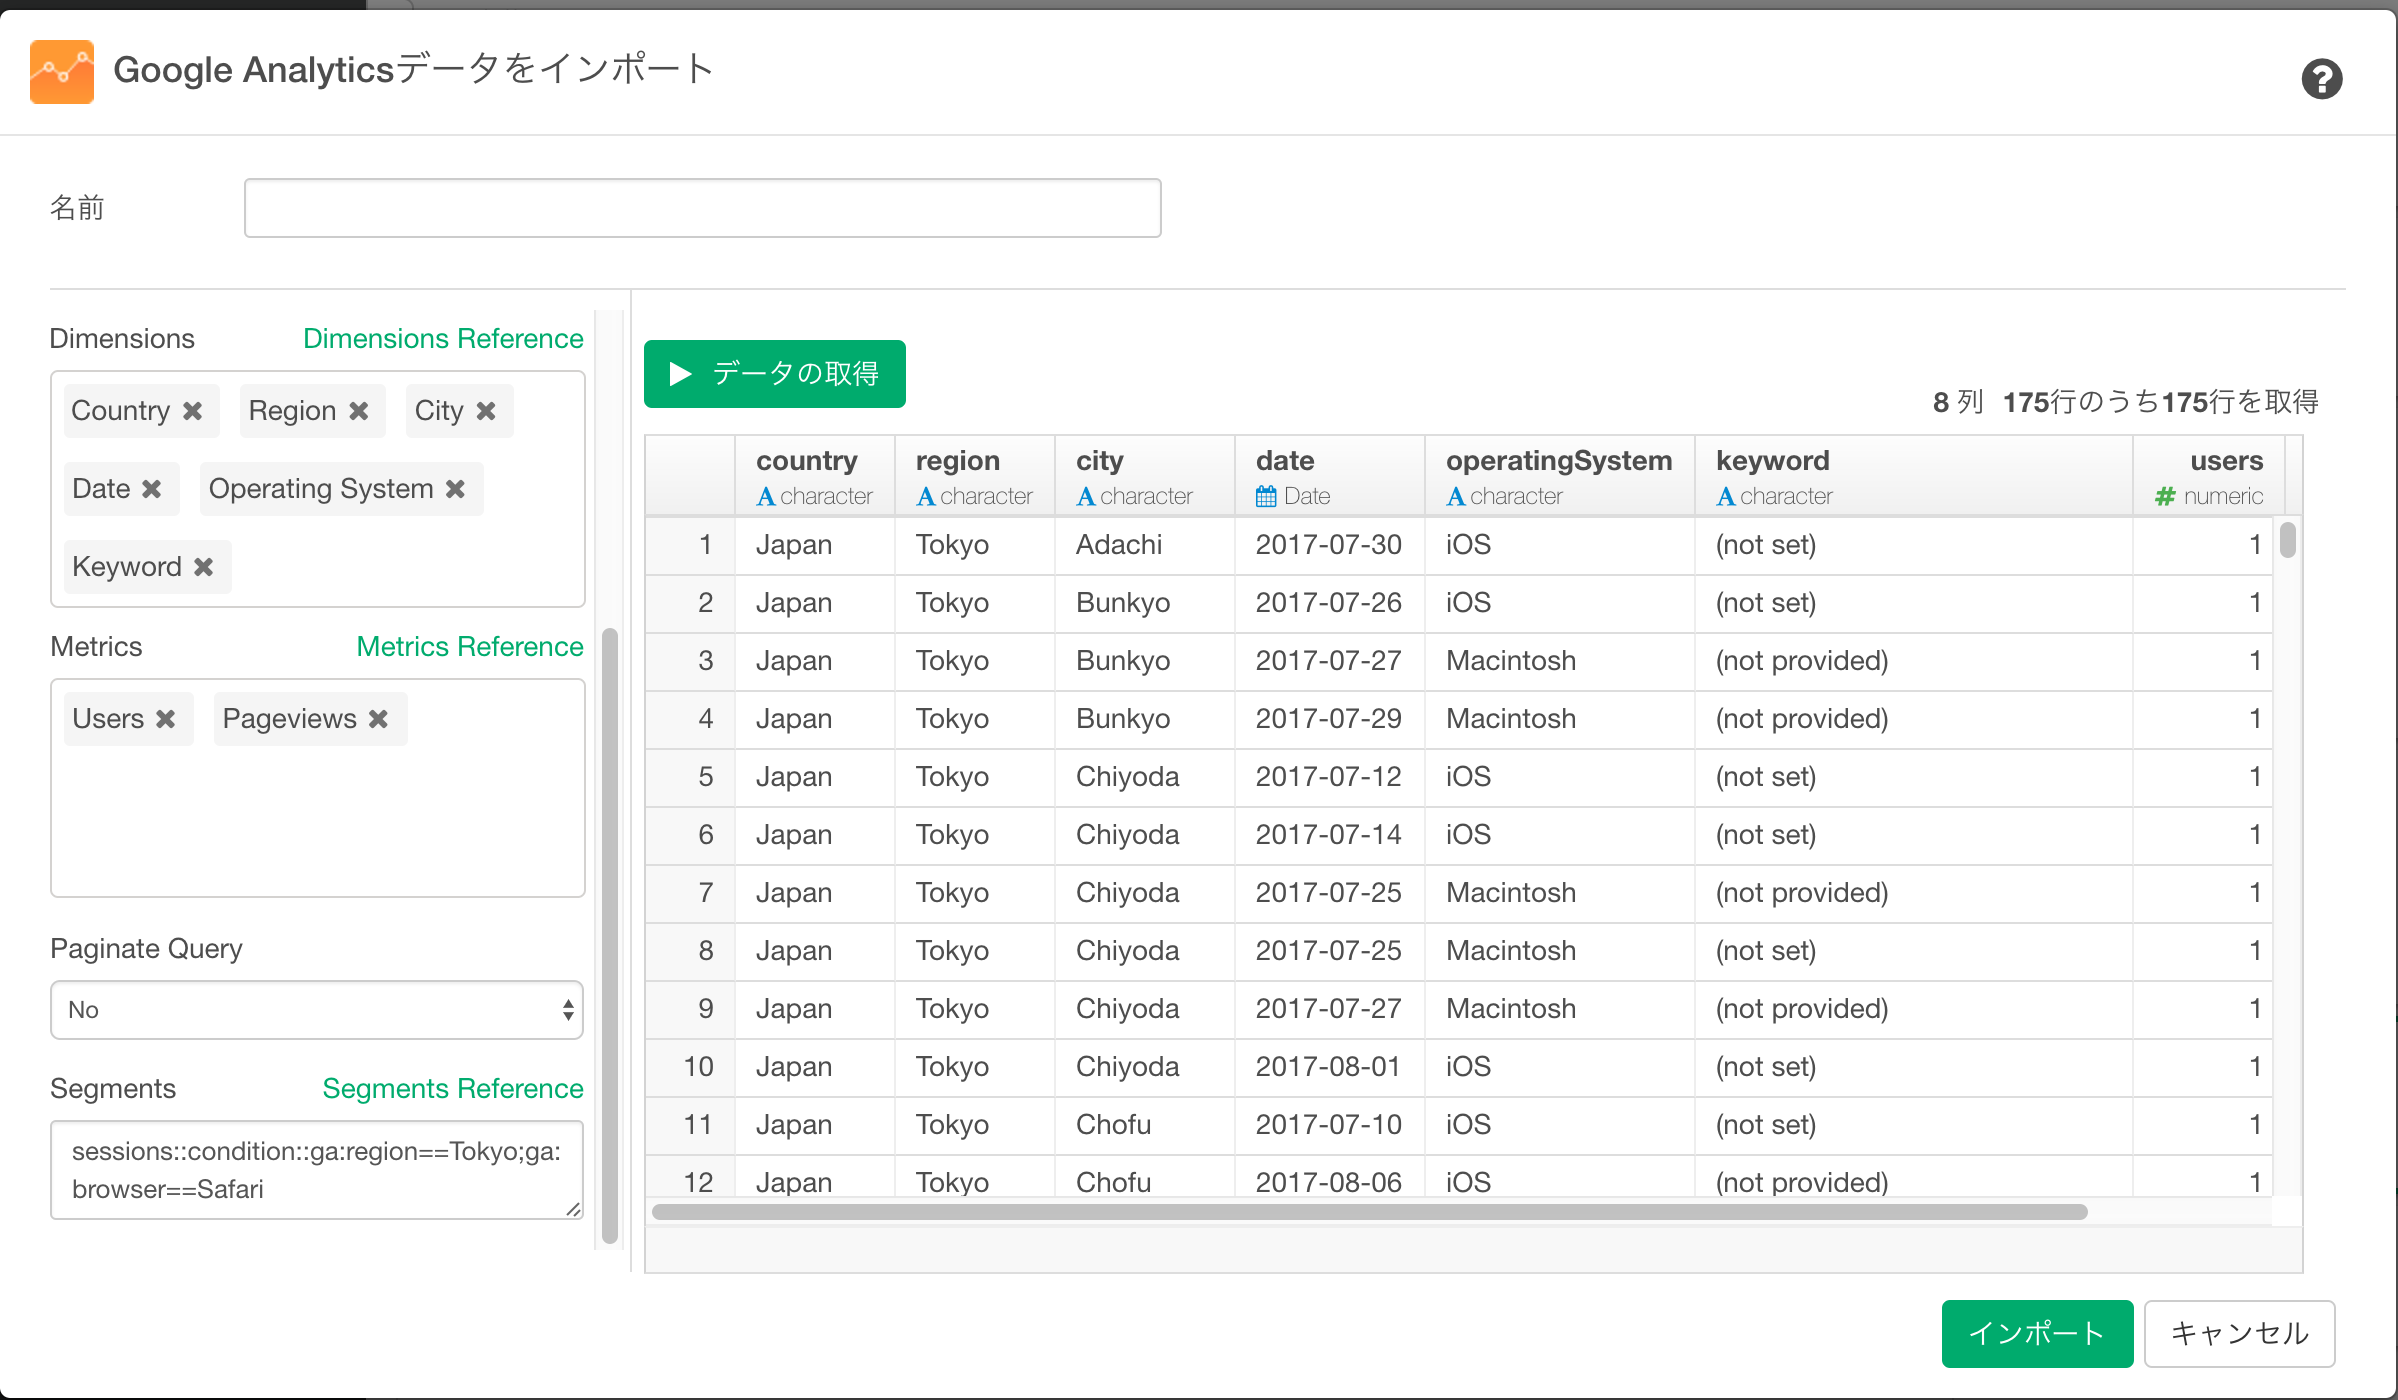 Google Analyticsデータをインポート
名前
Dimensions Dimensions Reference
Country Region City
Date Operating System
Keyword
Metrics Metrics Reference
Users Pageviews
Paginate Query
No
Segments Segments Reference
sessions::condition::ga:region==Tokyo;ga:
browser==Safari
データの取得
8 列 175行のうち175行を取得
country region city date operatingSystem keyword users
character character character Date character character numeric
1 Japan Tokyo Adachi 2017-07-30 iOS (not set) 1
2 Japan Tokyo Bunkyo 2017-07-26 iOS (not set) 1
3 Japan Tokyo Bunkyo 2017-07-27 Macintosh (not provided) 1
4 Japan Tokyo Bunkyo 2017-07-29 Macintosh (not provided) 1
5 Japan Tokyo Chiyoda 2017-07-12 iOS (not set) 1
6 Japan Tokyo Chiyoda 2017-07-14 iOS (not set) 1
7 Japan Tokyo Chiyoda 2017-07-25 Macintosh (not provided) 1
8 Japan Tokyo Chiyoda 2017-07-25 Macintosh (not set) 1
9 Japan Tokyo Chiyoda 2017-07-27 Macintosh (not provided) 1
10 Japan Tokyo Chiyoda 2017-08-01 iOS (not set) 1
11 Japan Tokyo Chofu 2017-07-10 iOS (not set) 1
12 Japan Tokyo Chofu 2017-08-06 iOS (not provided) 1
インポート キャンセル